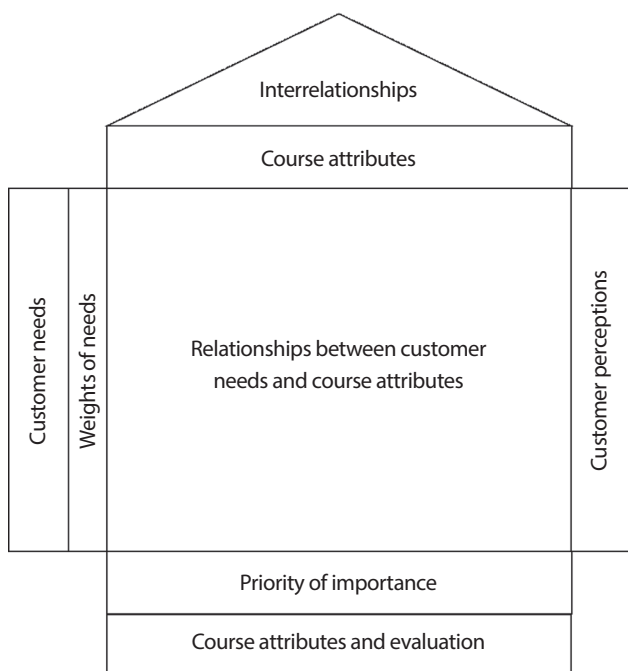 Interrelationships
Course attributes
Customer needs
Weights of needs
Relationships between customer
needs and course attributes
Customer perceptions
Priority of importance
Course attributes and evaluation